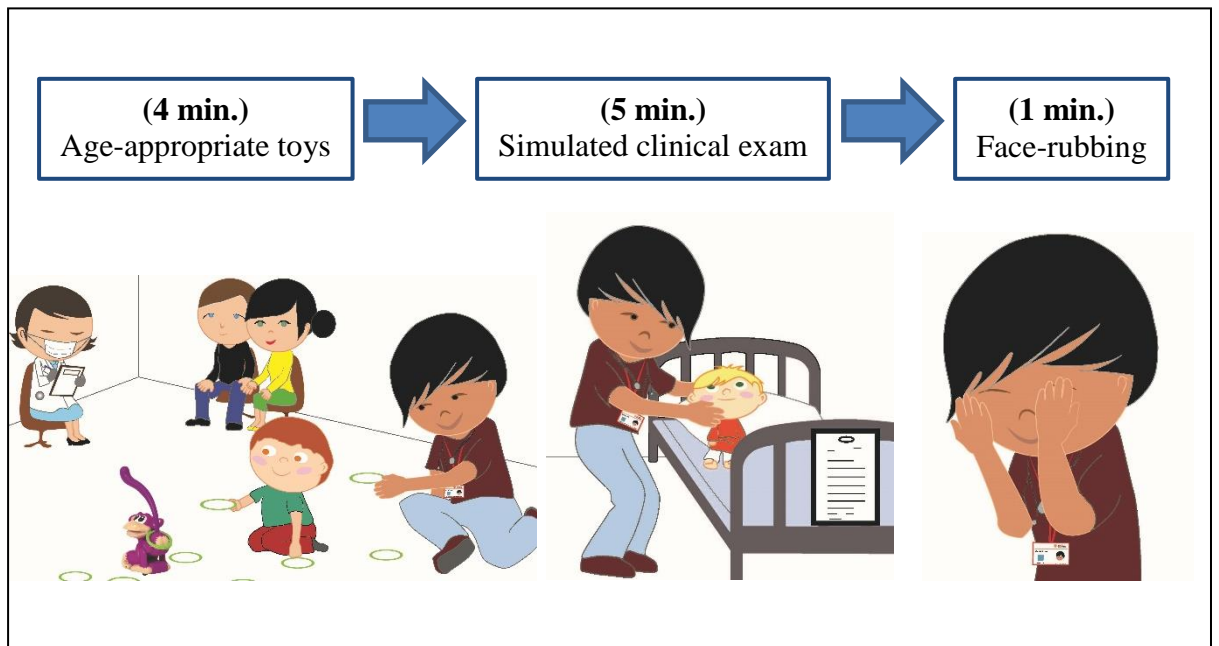 (4 min.)
Age-appropriate toys
(5 min.)
Simulated clinical exam
(1 min.)
Face-rubbing